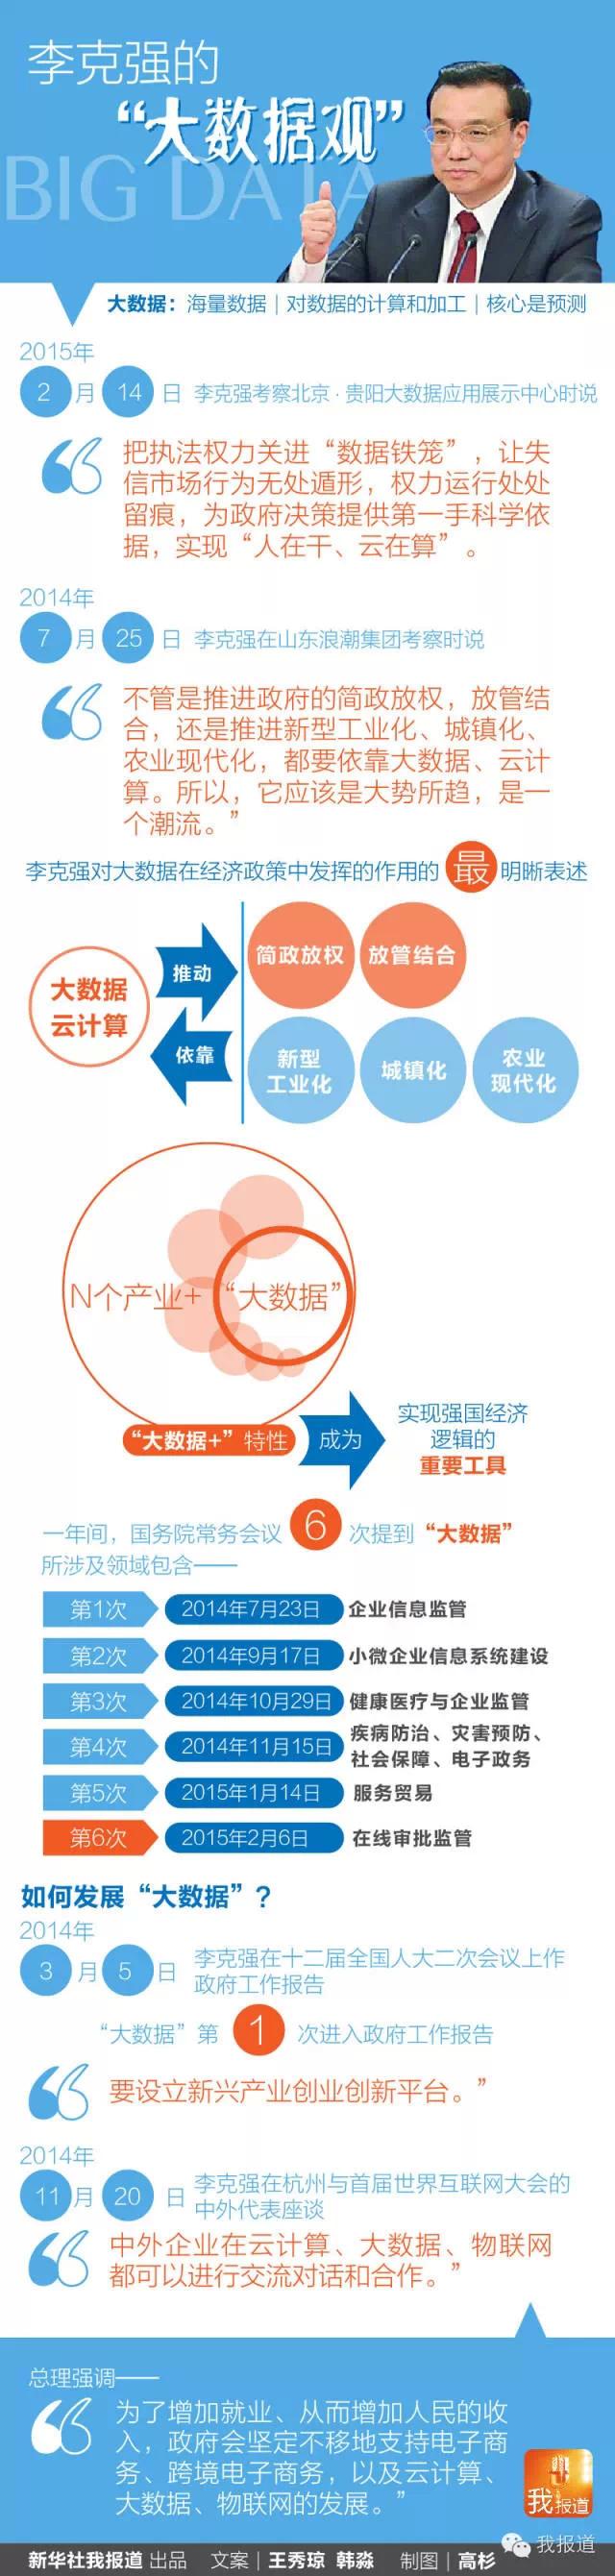 李克强的
“大数据观”
BIG DATA
大数据：海量数据｜对数据的计算和加工｜核心是预测
2015年
2月14日 李克强考察北京·贵阳大数据应用展示中心时说
把执法权力关进“数据铁笼”，让失
信市场行为无处遁形，权力运行处处
留痕，为政府决策提供第一手科学依
据，实现“人在干、云在算”。
2014年
7月25日 李克强在山东浪潮集团考察时说
不管是推进政府的简政放权，放管结
合，还是推进新型工业化、城镇化、
农业现代化，都要依靠大数据、云计
算。所以，它应该是大势所趋，是一
个潮流。”
李克强对大数据在经济政策中发挥的作用的最明晰表述
大数据
云计算
推动
依靠
简政放权
放管结合
新型
工业化
城镇化
农业
现代化
N个产业+“大数据”
“大数据+”特性
成为
实现强国经济
逻辑的
重要工具
一年间，国务院常务会议6次提到“大数据”
所涉及领域包含——
第1次 2014年7月23日 企业信息监管
第2次 2014年9月17日 小微企业信息系统建设
第3次 2014年10月29日 健康医疗与企业监管
第4次 2014年11月15日 疾病防治、灾害预防、
社会保障、电子政务
第5次 2015年1月14日 服务贸易
第6次 2015年2月6日 在线审批监管
如何发展“大数据”？
2014年
3月5日 李克强在十二届全国人大二次会议上作
政府工作报告
“大数据”第1次进入政府工作报告
要设立新兴产业创业创新平台。”
2014年
11月20日 李克强在杭州与首届世界互联网大会的
中外代表座谈
中外企业在云计算、大数据、物联网
都可以进行交流对话和合作。”
总理强调——
为了增加就业、从而增加人民的收
入，政府会坚定不移地支持电子商
务、跨境电子商务，以及云计算、
大数据、物联网的发展。”
我报道
新华社我报道 出品 文案｜王秀琼 韩淼 制图｜高杉
我报道